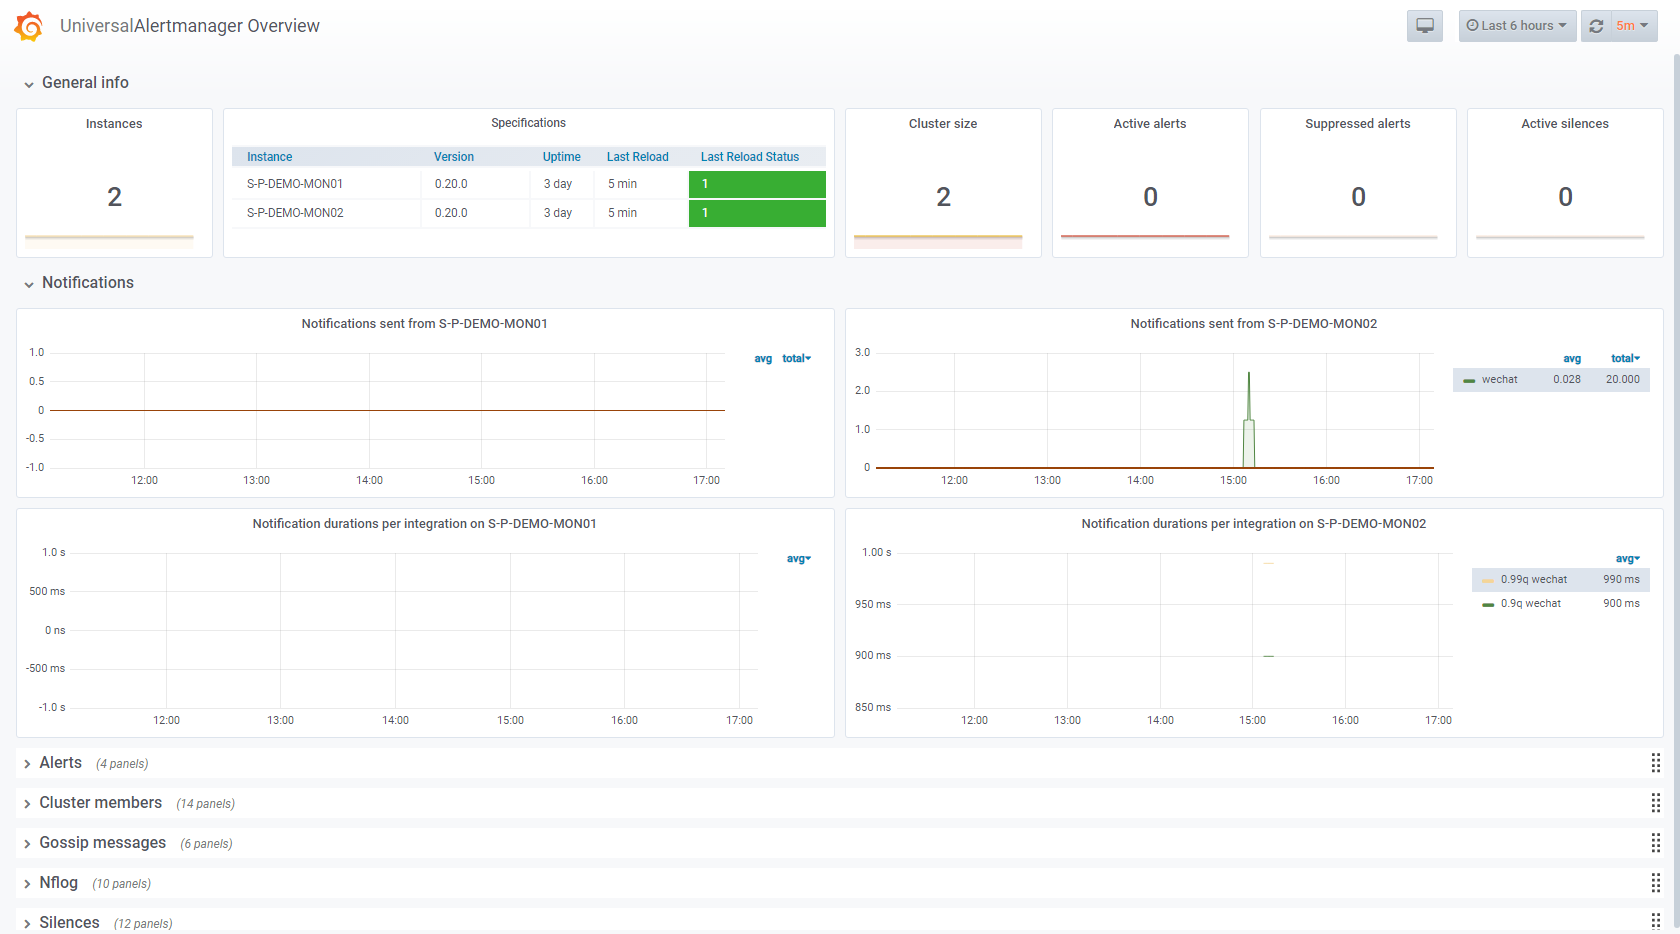 UniversalAlertmanager Overview
Last 6 hours
5m
General info
Instances
2
Specifications
Instance Version Uptime Last Reload Last Reload Status
S-P-DEMO-MON01 0.20.0 3 day 5 min 1
S-P-DEMO-MON02 0.20.0 3 day 5 min 1
Cluster size
2
Active alerts
0
Suppressed alerts
0
Active silences
0
Notifications
Notifications sent from S-P-DEMO-MON01
1.0
0.5
0
-0.5
-1.0
12:00 13:00 14:00 15:00 16:00 17:00
avg total
Notifications sent from S-P-DEMO-MON02
3.0
2.0
1.0
0
12:00 13:00 14:00 15:00 16:00 17:00
avg total
wechat 0.028 20.000
Notification durations per integration on S-P-DEMO-MON01
1.0 s
500 ms
0 ns
-500 ms
-1.0 s
12:00 13:00 14:00 15:00 16:00 17:00
avg
Notification durations per integration on S-P-DEMO-MON02
1.00 s
950 ms
900 ms
850 ms
12:00 13:00 14:00 15:00 16:00 17:00
avg
0.99q wechat 990 ms
0.9q wechat 900 ms
Alerts (4 panels)
Cluster members (14 panels)
Gossip messages (6 panels)
Nflog (10 panels)
Silences (12 panels)